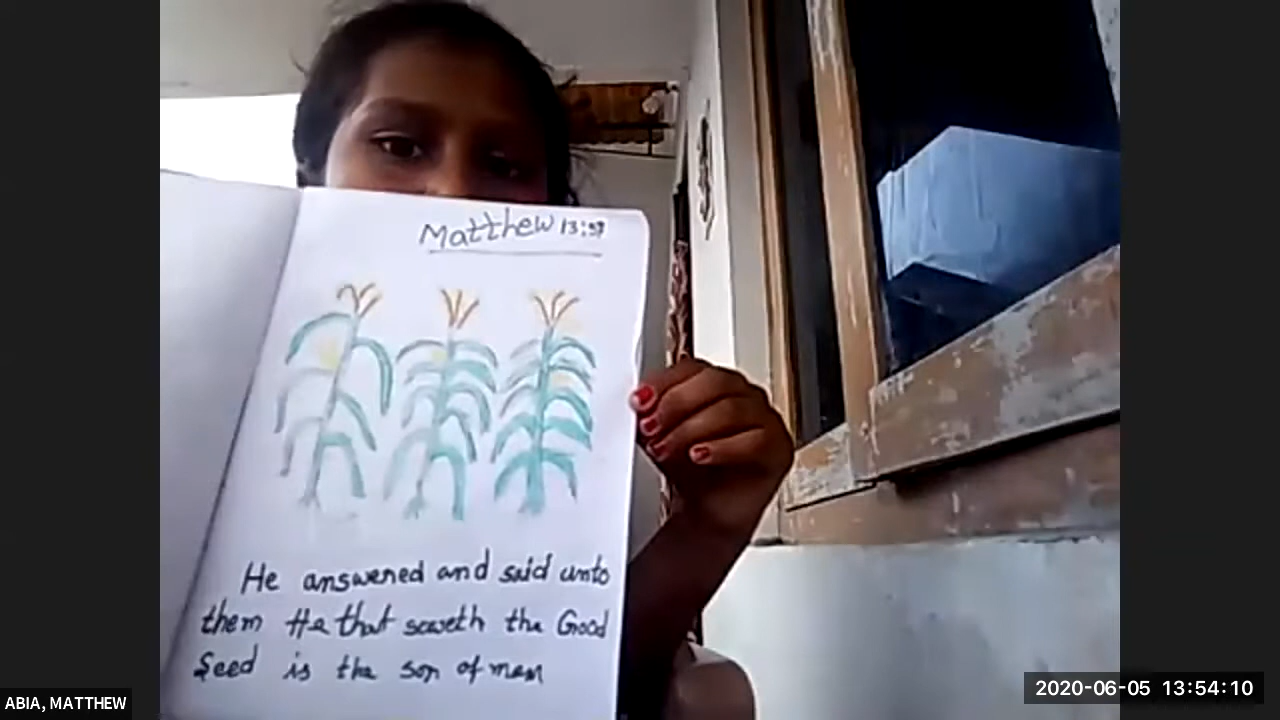 Matthew 13:37
He answered and said unto
them He that soweth the Good
Seed is the son of man
ABIA, MATTHEW
2020-06-05 13:54:10